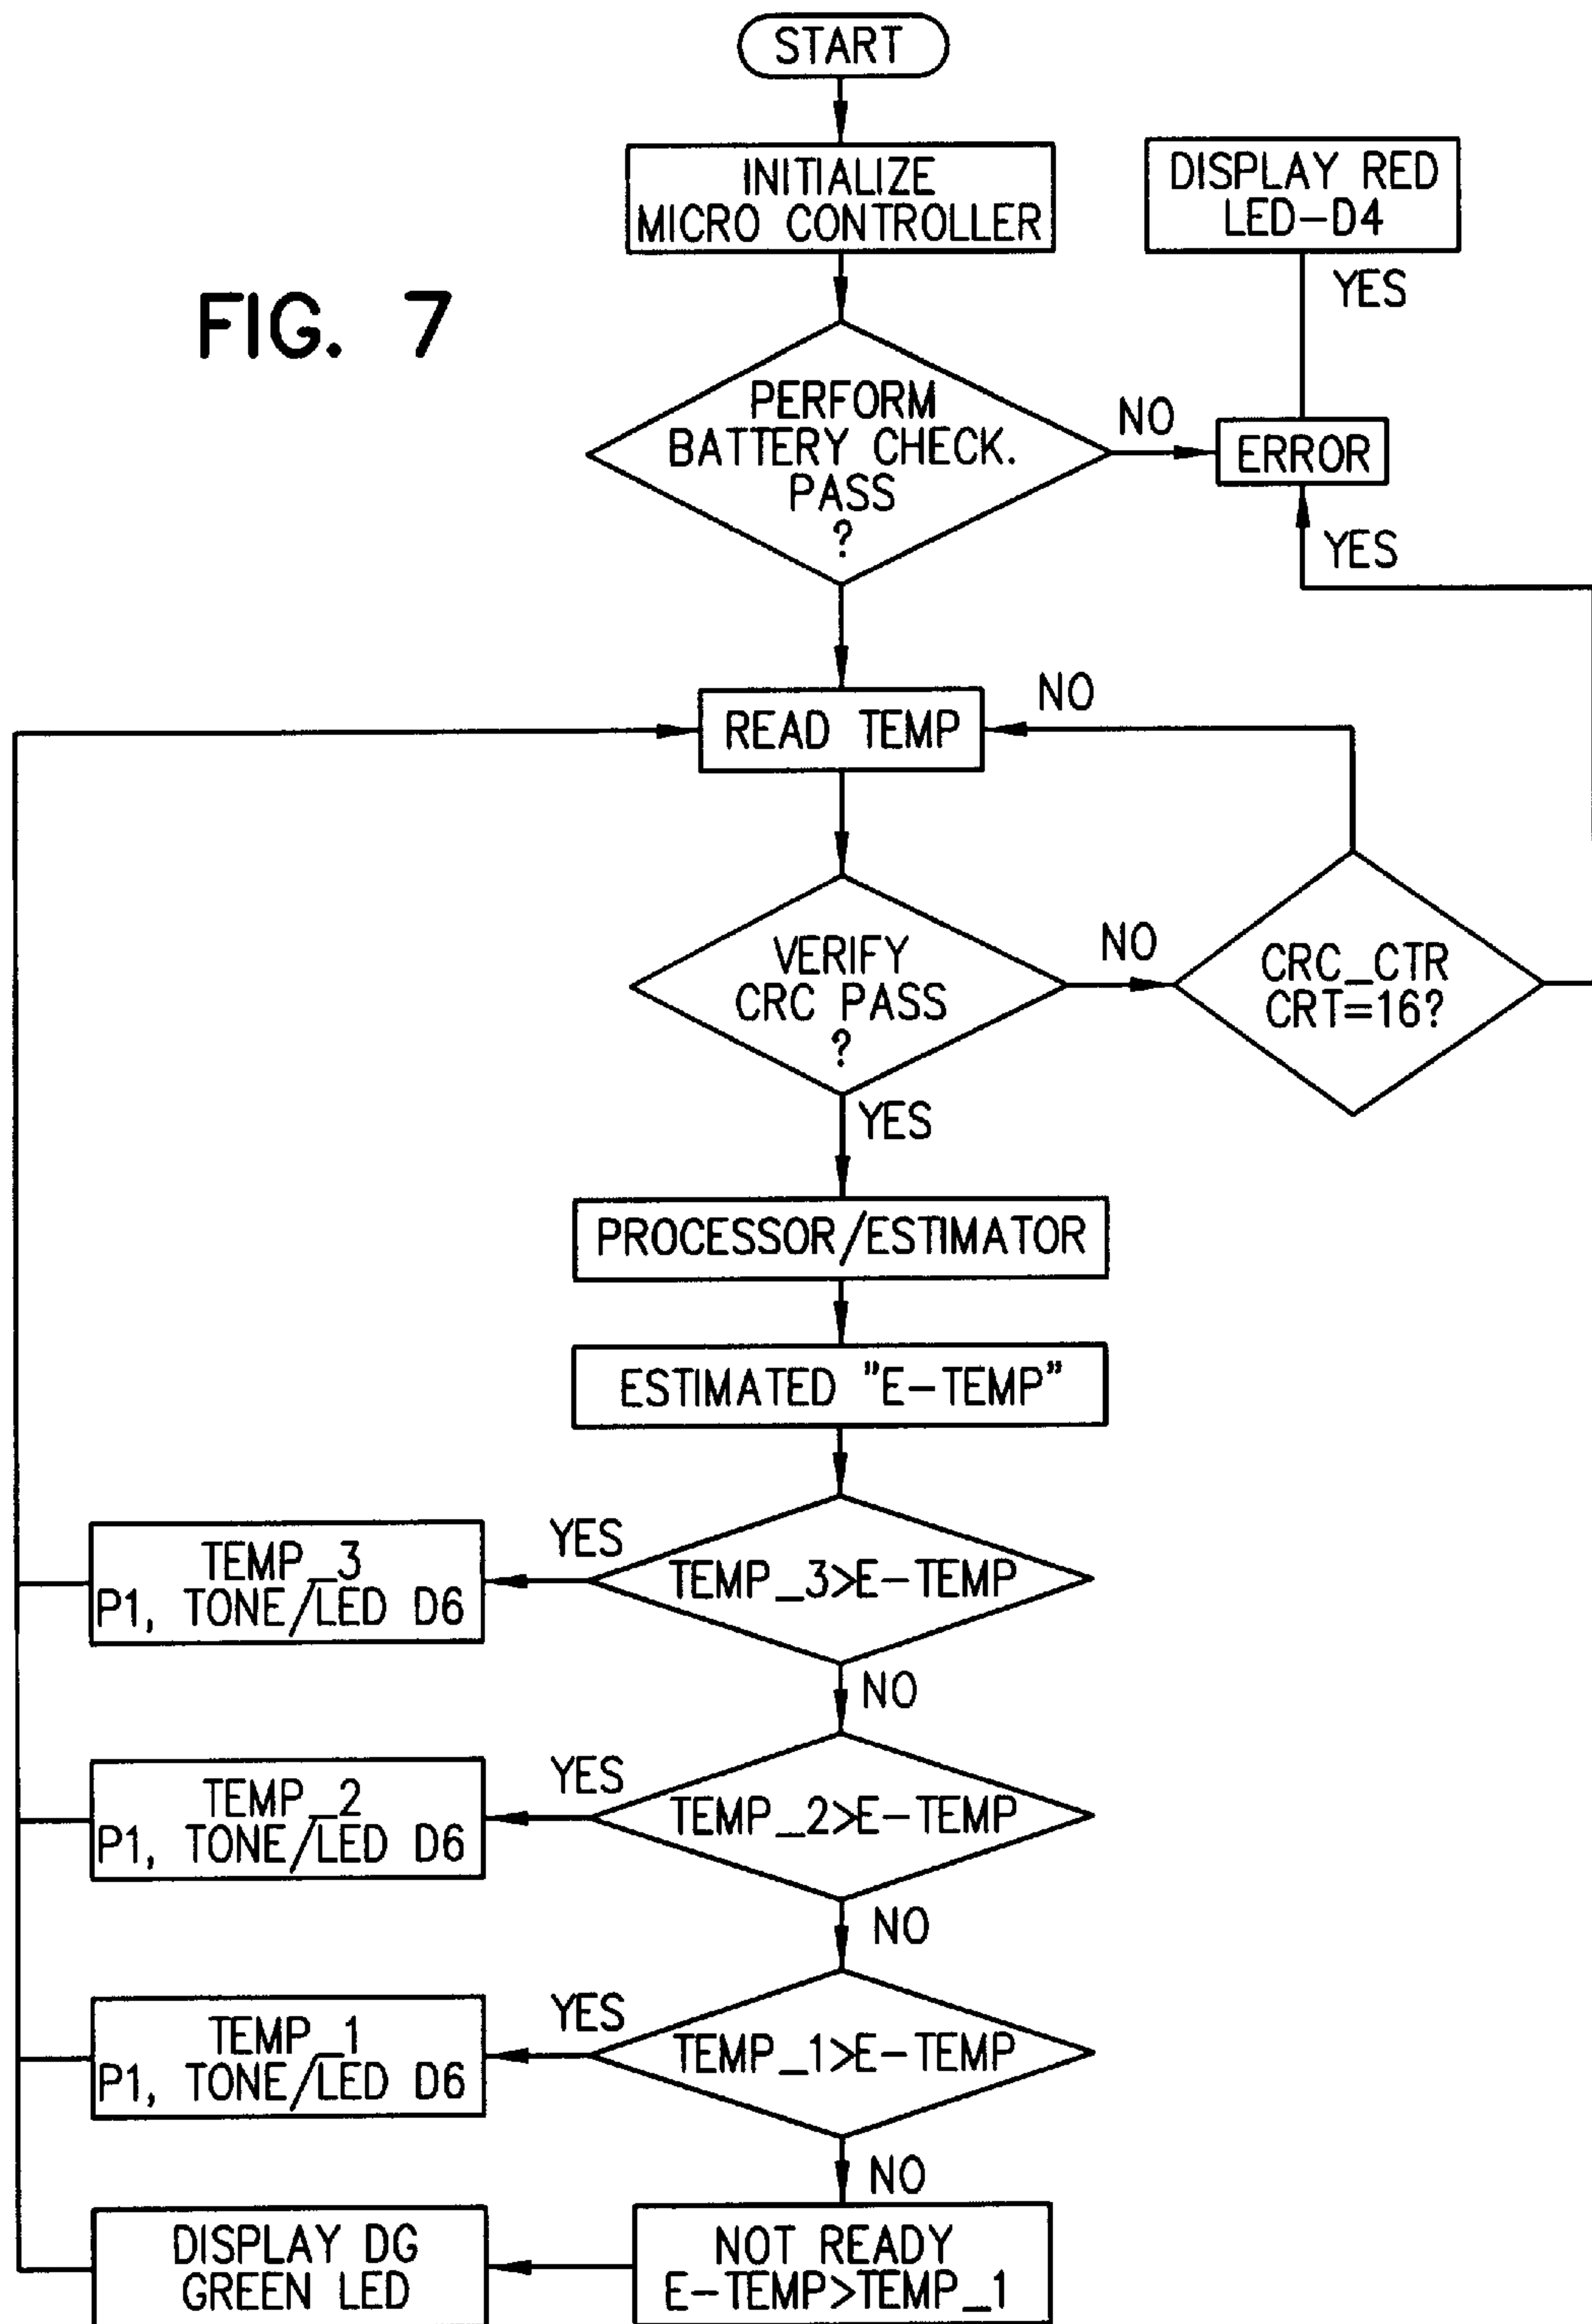 START
INITIALIZE
MICRO CONTROLLER
DISPLAY RED
LED-D4
YES
FIG. 7
PERFORM
BATTERY CHECK.
PASS
?
NO
ERROR
YES
READ TEMP
NO
VERIFY
CRC PASS
?
NO
CRC_CTR
CRT=16?
YES
PROCESSOR/ESTIMATOR
ESTIMATED "E-TEMP"
TEMP_3>E-TEMP
YES
TEMP_3
P1, TONE/LED D6
NO
TEMP_2>E-TEMP
YES
TEMP_2
P1, TONE/LED D6
NO
TEMP_1>E-TEMP
YES
TEMP_1
P1, TONE/LED D6
NO
NOT READY
E-TEMP>TEMP_1
DISPLAY DG
GREEN LED